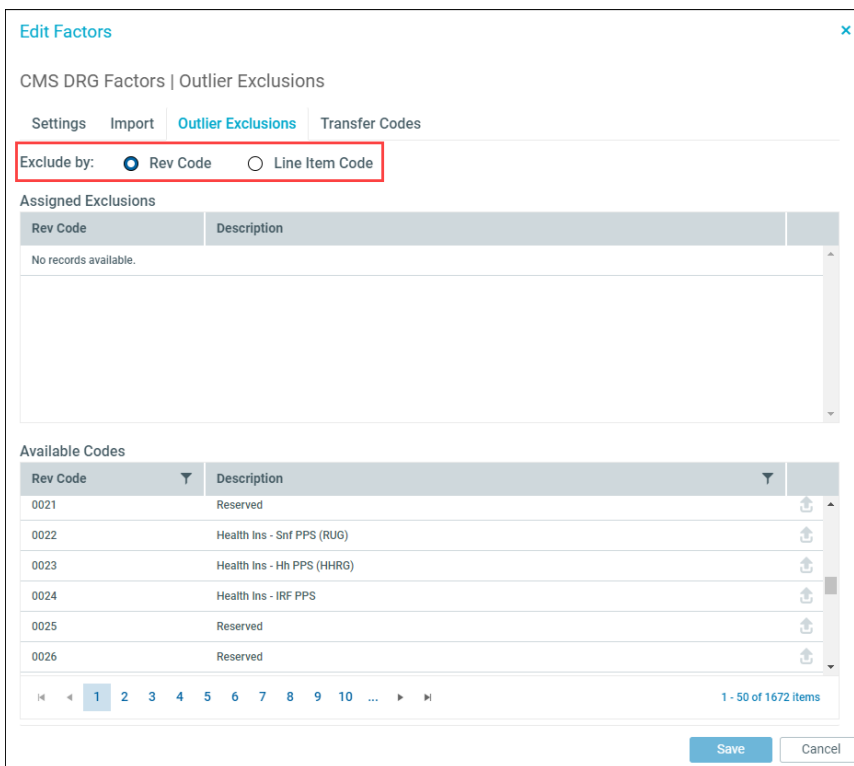 Edit Factors ×
CMS DRG Factors | Outlier Exclusions
Settings Import Outlier Exclusions Transfer Codes
Exclude by: Rev Code Line Item Code
Assigned Exclusions
Rev Code Description
No records available.
Available Codes
Rev Code Description
0021 Reserved
0022 Health Ins - Snf PPS (RUG)
0023 Health Ins - Hh PPS (HHRG)
0024 Health Ins - IRF PPS
0025 Reserved
0026 Reserved
1 2 3 4 5 6 7 8 9 10 ... 1 - 50 of 1672 items
Save Cancel